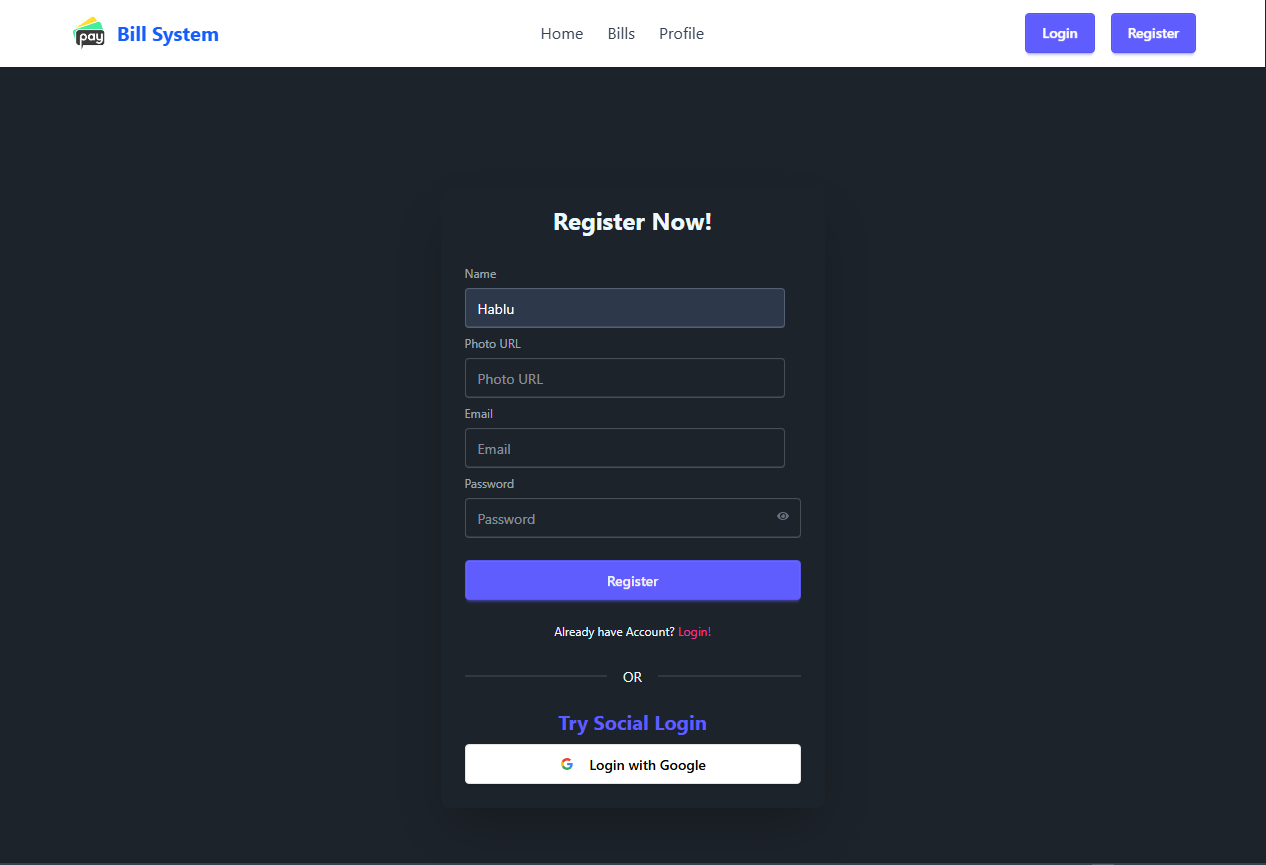 pay Bill System Home Bills Profile Login Register
Register Now!
Name
Hablu
Photo URL
Photo URL
Email
Email
Password
Password
Register
Already have Account? Login!
OR
Try Social Login
Login with Google